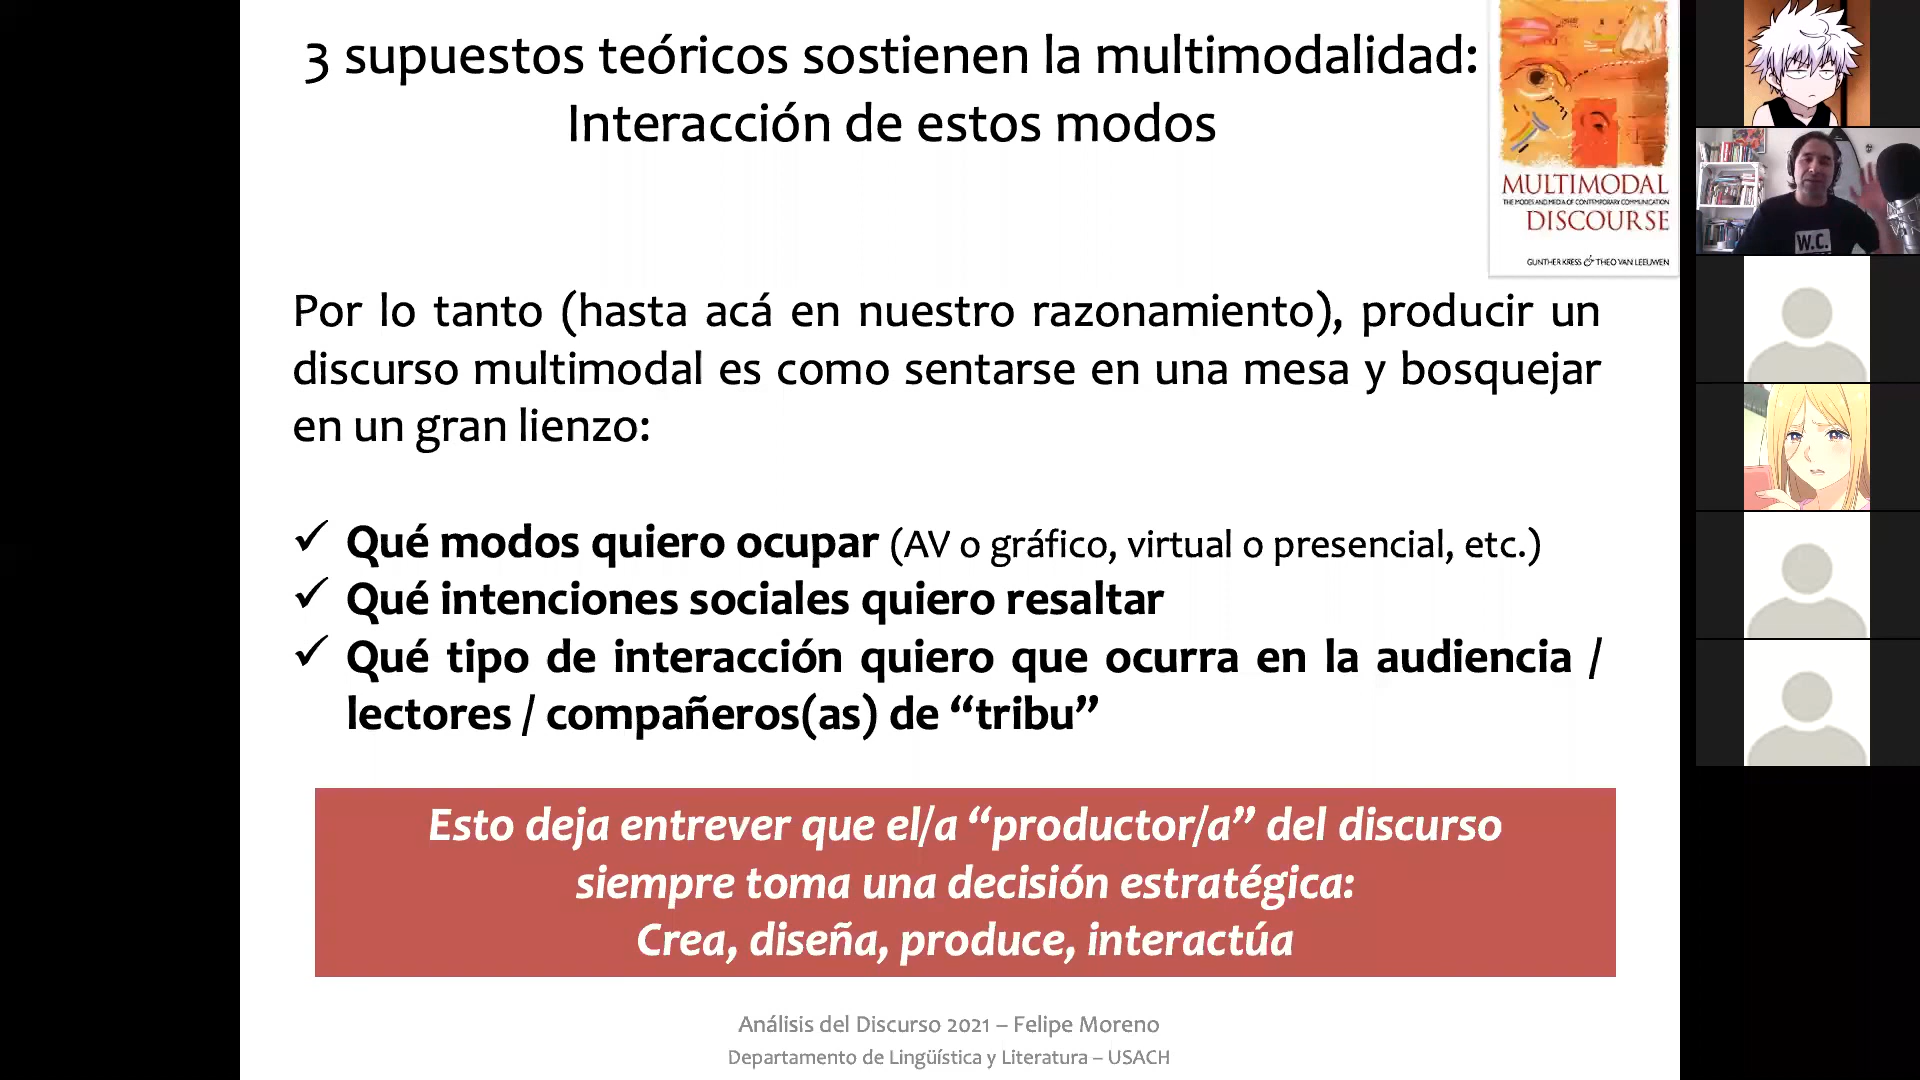 3 supuestos teóricos sostienen la multimodalidad:
Interacción de estos modos
MULTIMODAL
THE MODES AND MEDIA OF CONTEMPORARY COMMUNICATION
DISCOURSE
GUNTHER KRESS & THEO VAN LEEUWEN
W.C.
Por lo tanto (hasta acá en nuestro razonamiento), producir un
discurso multimodal es como sentarse en una mesa y bosquejar
en un gran lienzo:
✓ Qué modos quiero ocupar (AV o gráfico, virtual o presencial, etc.)
✓ Qué intenciones sociales quiero resaltar
✓ Qué tipo de interacción quiero que ocurra en la audiencia /
lectores / compañeros(as) de “tribu”
Esto deja entrever que el/a “productor/a” del discurso
siempre toma una decisión estratégica:
Crea, diseña, produce, interactúa
Análisis del Discurso 2021 – Felipe Moreno
Departamento de Lingüística y Literatura – USACH